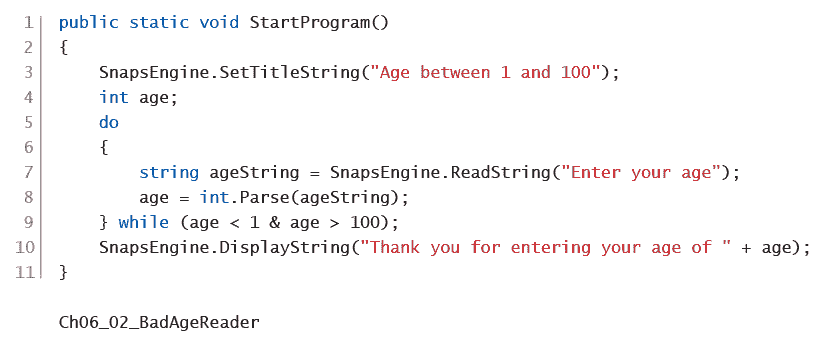 1 public static void StartProgram()
2 {
3     SnapsEngine.SetTitleString("Age between 1 and 100");
4     int age;
5     do
6     {
7         string ageString = SnapsEngine.ReadString("Enter your age");
8         age = int.Parse(ageString);
9     } while (age < 1 & age > 100);
10     SnapsEngine.DisplayString("Thank you for entering your age of " + age);
11 }
Ch06_02_BadAgeReader